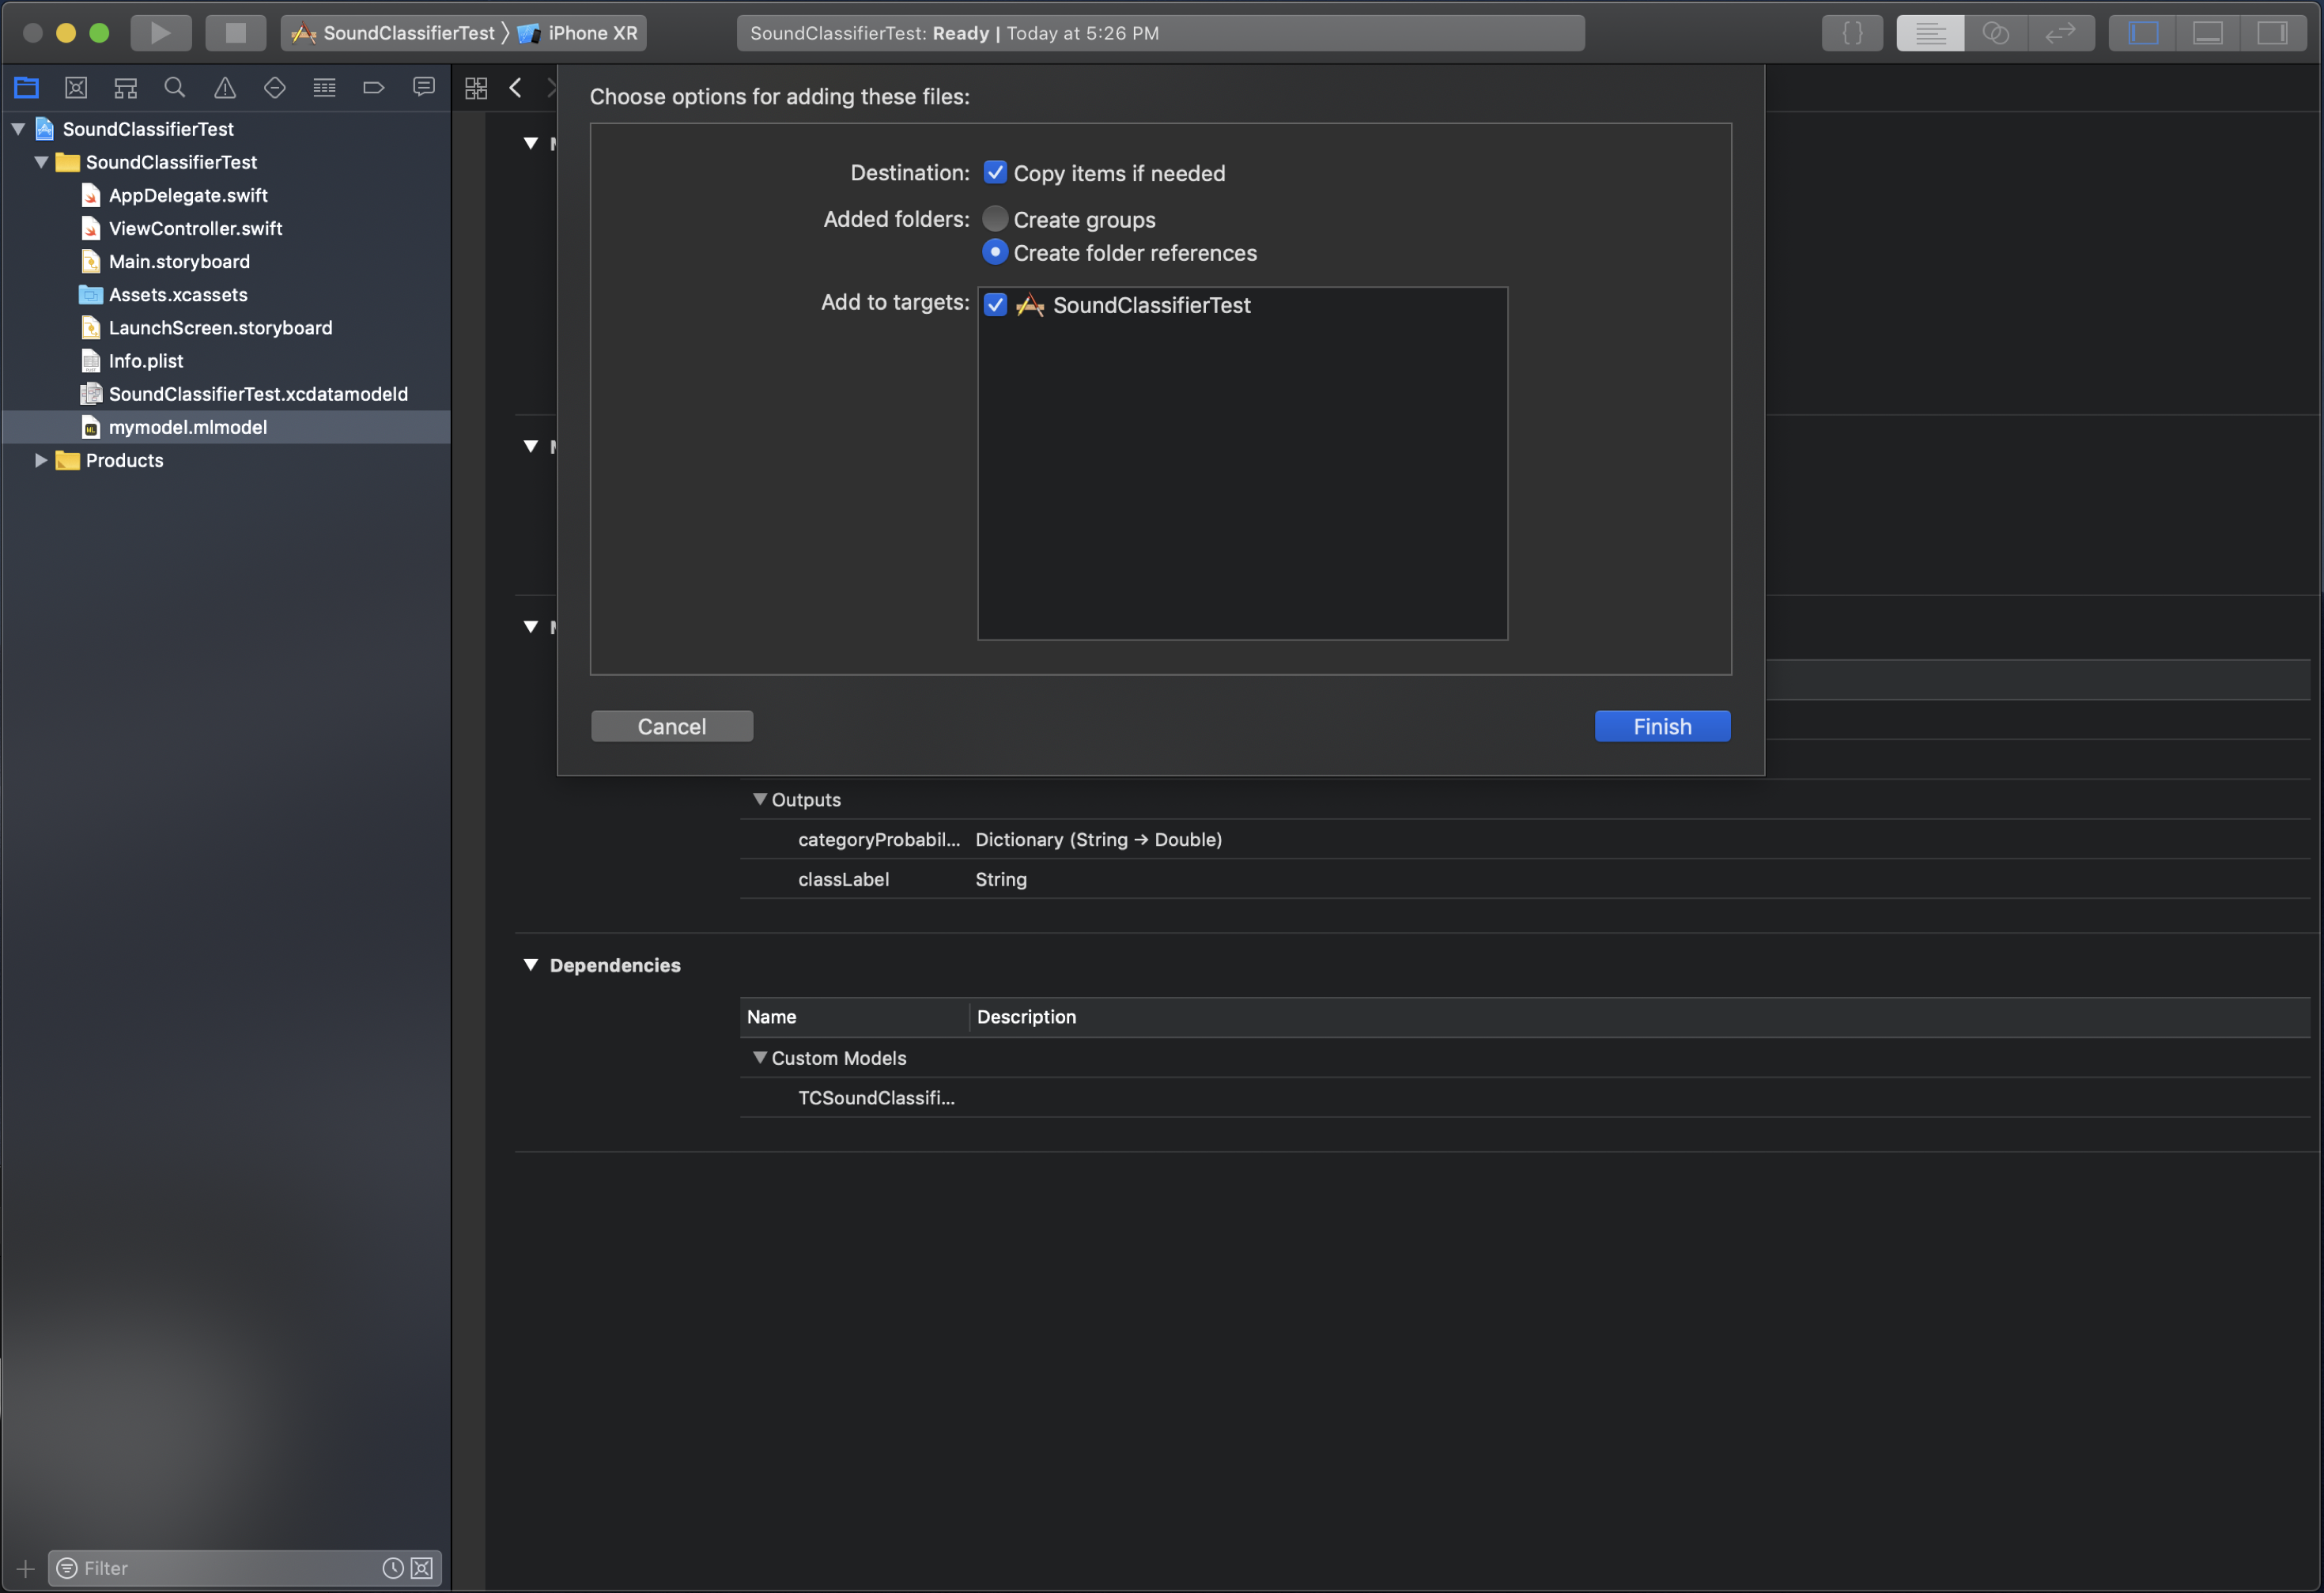 SoundClassifierTest 〉 iPhone XR
SoundClassifierTest: Ready | Today at 5:26 PM
SoundClassifierTest
SoundClassifierTest
AppDelegate.swift
ViewController.swift
Main.storyboard
Assets.xcassets
LaunchScreen.storyboard
Info.plist
SoundClassifierTest.xcdatamodeld
mymodel.mlmodel
Products
Filter
Choose options for adding these files:
Destination: Copy items if needed
Added folders: Create groups
Create folder references
Add to targets: SoundClassifierTest
Cancel Finish
Outputs
categoryProbabil... Dictionary (String → Double)
classLabel String
Dependencies
Name Description
Custom Models
TCSoundClassifi...